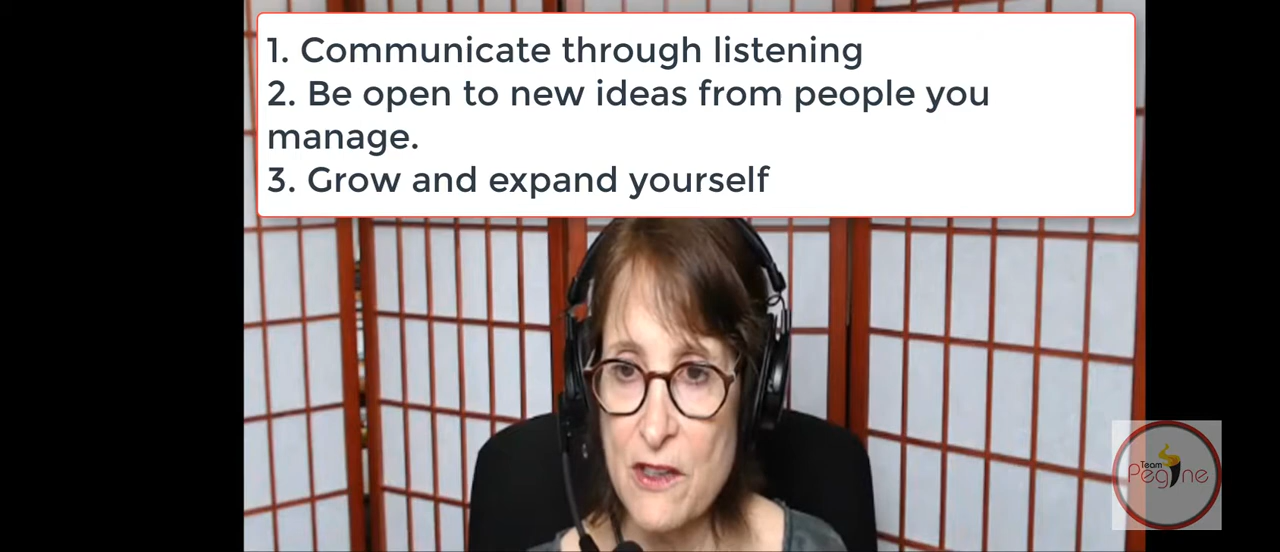 1. Communicate through listening
2. Be open to new ideas from people you
manage.
3. Grow and expand yourself
Team
Pegine